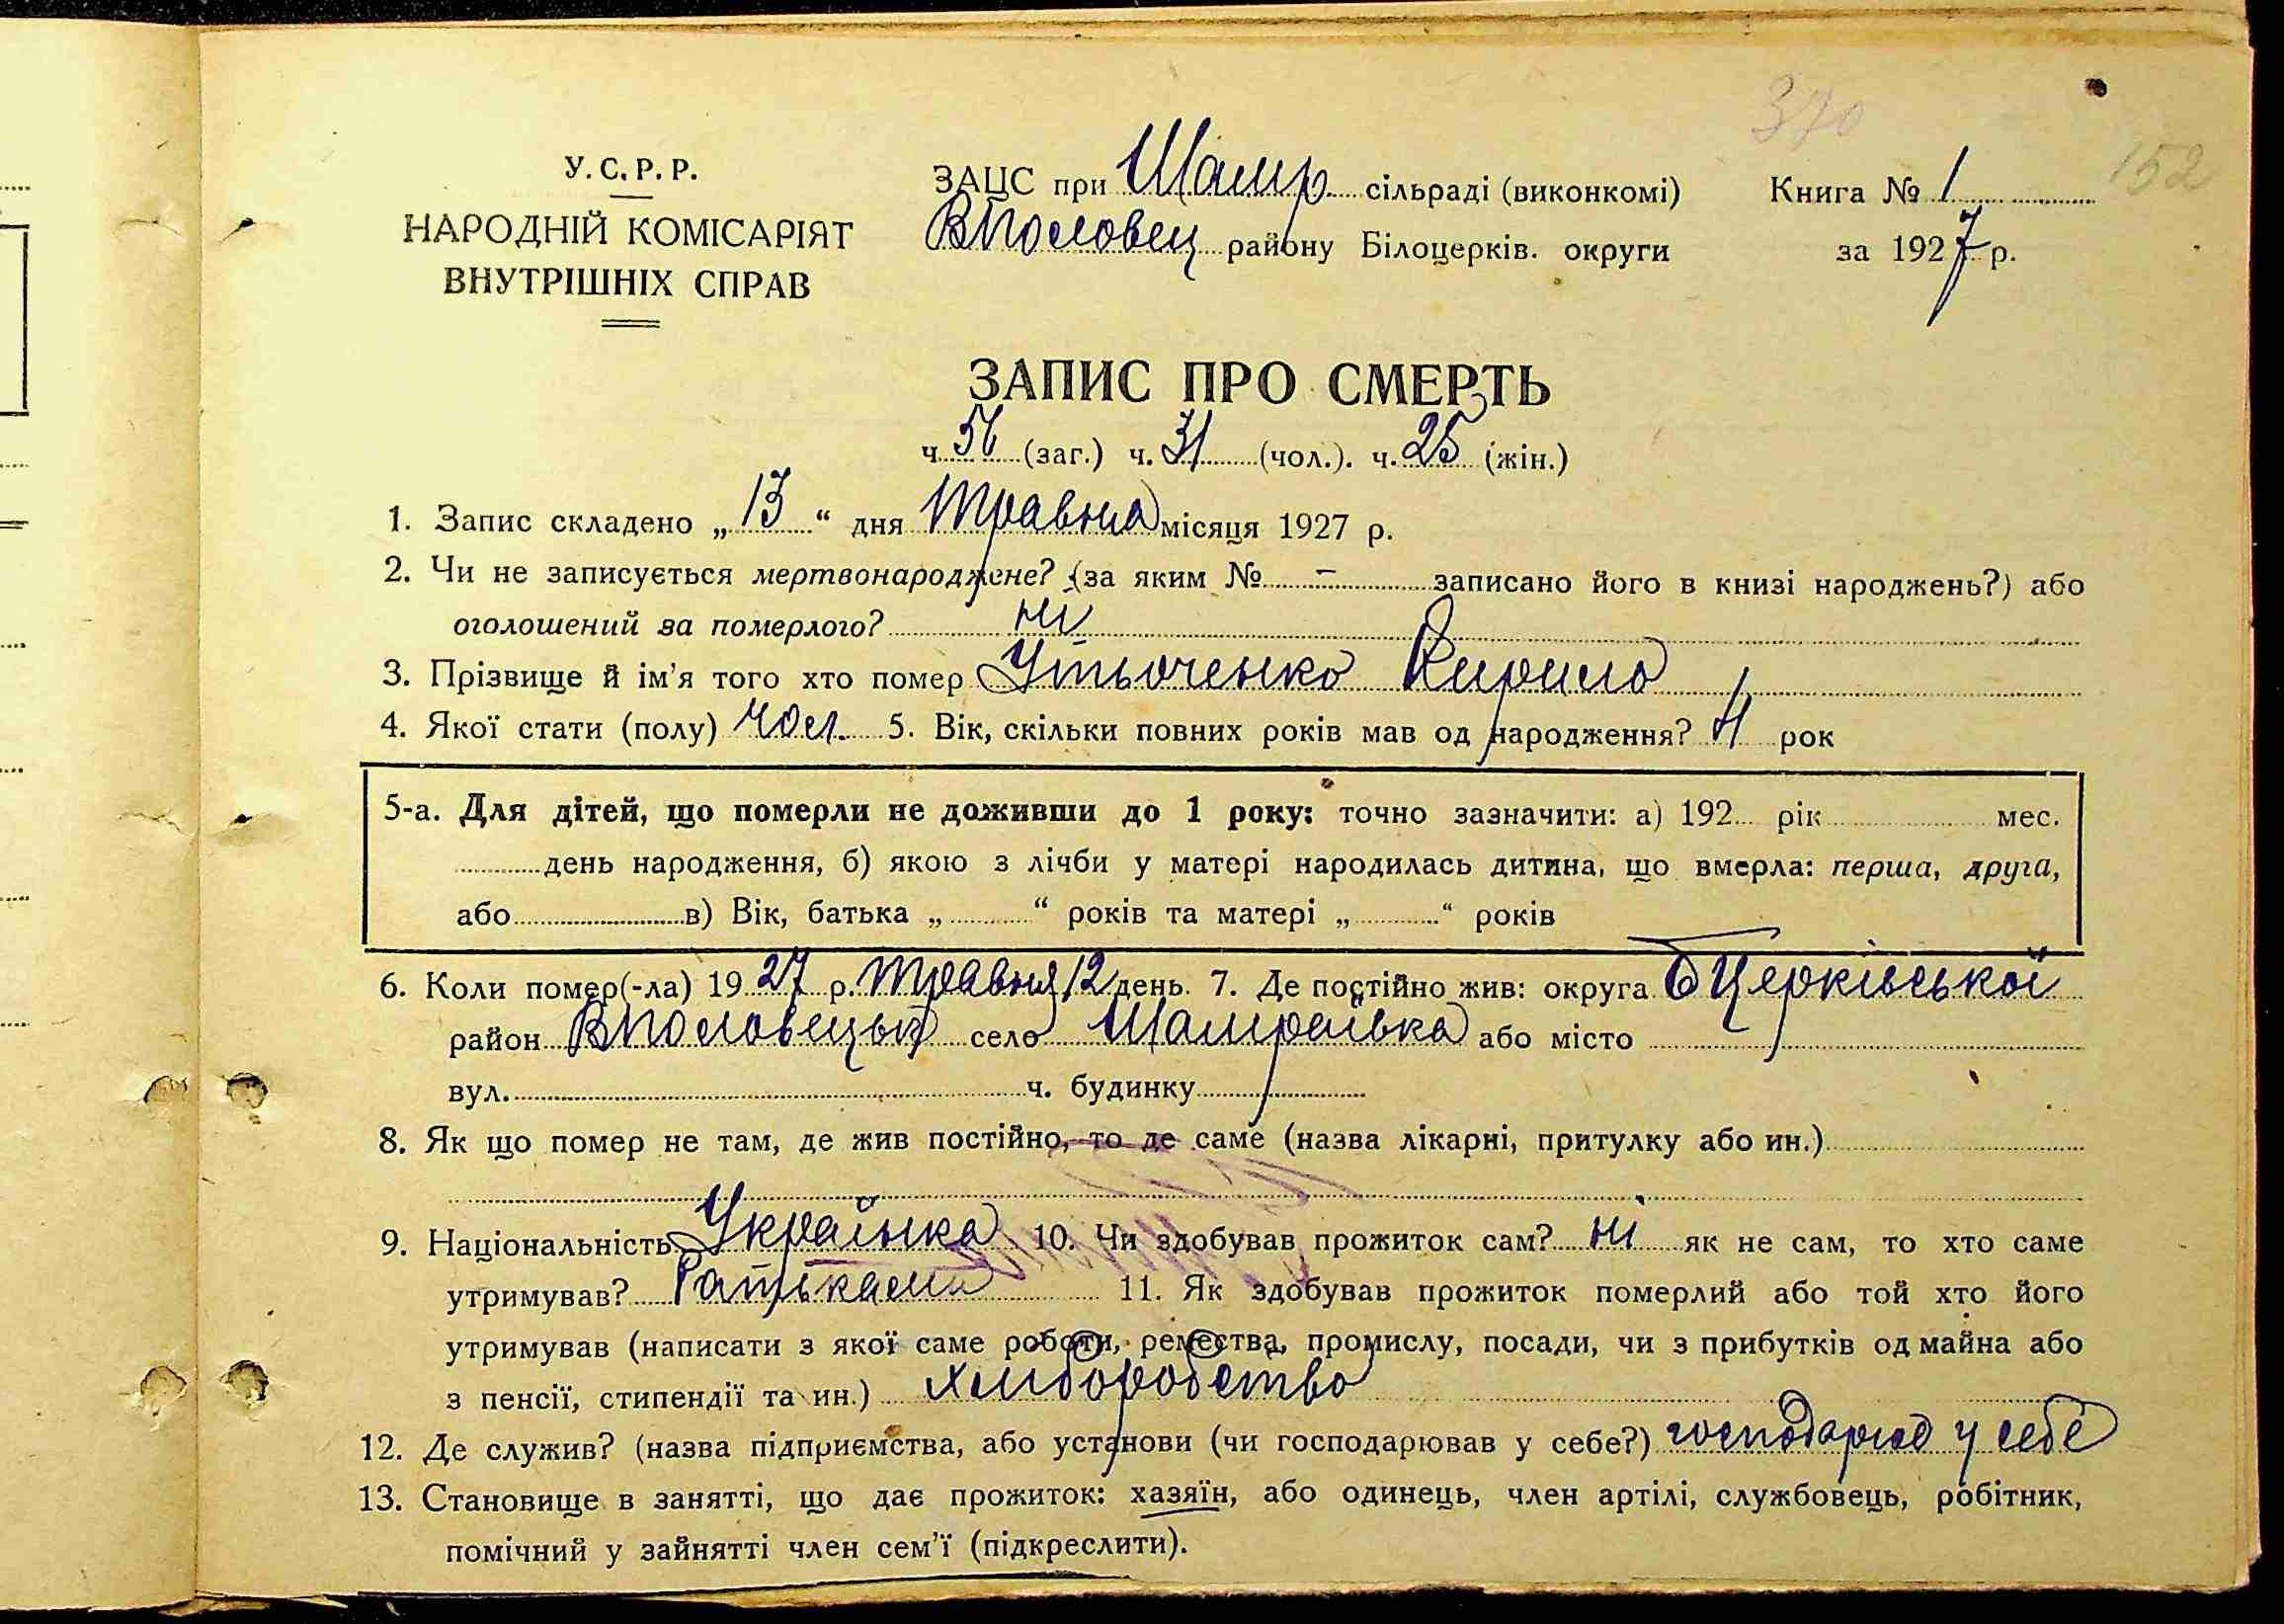 370
152
У.С.Р.Р.
НАРОДНІЙ КОМІСАРІЯТ
ВНУТРІШНІХ СПРАВ
ЗАЦС при Шамр. сільраді (виконкомі)
ВПоловец району Білоцерків. округи
Книга № 1
за 1927 р.
ЗАПИС ПРО СМЕРТЬ
ч. 56 (заг.) ч. 31 (чол.). ч. 25 (жін.)
1. Запис складено „13“ дня травня місяця 1927 р.
2. Чи не записується мертвонароджене? (за яким № – записано його в книзі народжень?) або
оголошений за померлого? ні
3. Прізвище й ім'я того хто помер Утьоченко Кирило
4. Якої стати (полу) чол. 5. Вік, скільки повних років мав од народження? рок
5-а. Для дітей, що померли не доживши до 1 року: точно зазначити: а) 192... рік мес.
день народження, б) якою з лічби у матері народилась дитина, що вмерла: перша, друга,
або в) Вік, батька „ “ років та матері „ “ років
6. Коли помер(-ла) 1927 р. травня 12 день. 7. Де постійно жив: округа БЦерківської
район ВПоловецьк село Шамраївка або місто
вул. ч. будинку
8. Як що помер не там, де жив постійно, то де саме (назва лікарні, притулку або ин.)
9. Національність Українка 10. Чи здобував прожиток сам? ні як не сам, то хто саме
утримував? 11. Як здобував прожиток померлий або той хто його
утримував (написати з якої саме роботи, ремества, промислу, посади, чи з прибутків од майна або
з пенсії, стипендії та ин.) хліборобство
12. Де служив? (назва підприємства, або установи (чи господарював у себе?) господарював у себе
13. Становище в занятті, що дає прожиток: хазяїн, або одинець, член артілі, службовець, робітник,
помічний у зайнятті член сем'ї (підкреслити).